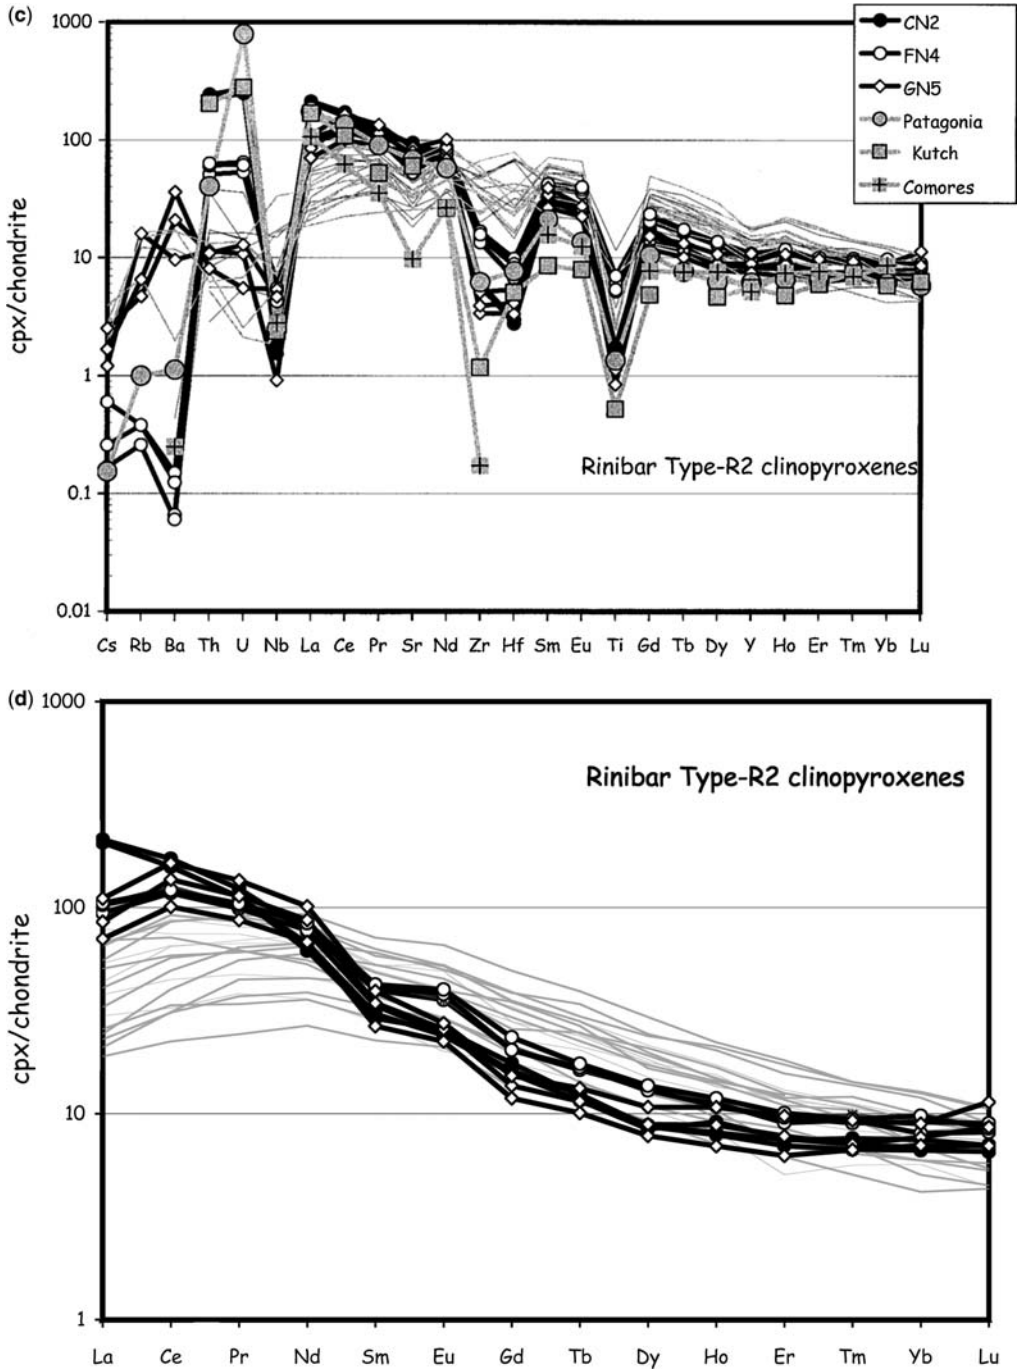 (c)
1000
100
10
1
0.1
0.01
cpx/chondrite
CN2
FN4
GN5
Patagonia
Kutch
Comores
Rinibar Type-R2 clinopyroxenes
Cs Rb Ba Th U Nb La Ce Pr Sr Nd Zr Hf Sm Eu Ti Gd Tb Dy Y Ho Er Tm Yb Lu
(d)
1000
100
10
1
cpx/chondrite
Rinibar Type-R2 clinopyroxenes
La Ce Pr Nd Sm Eu Gd Tb Dy Ho Er Tm Yb Lu